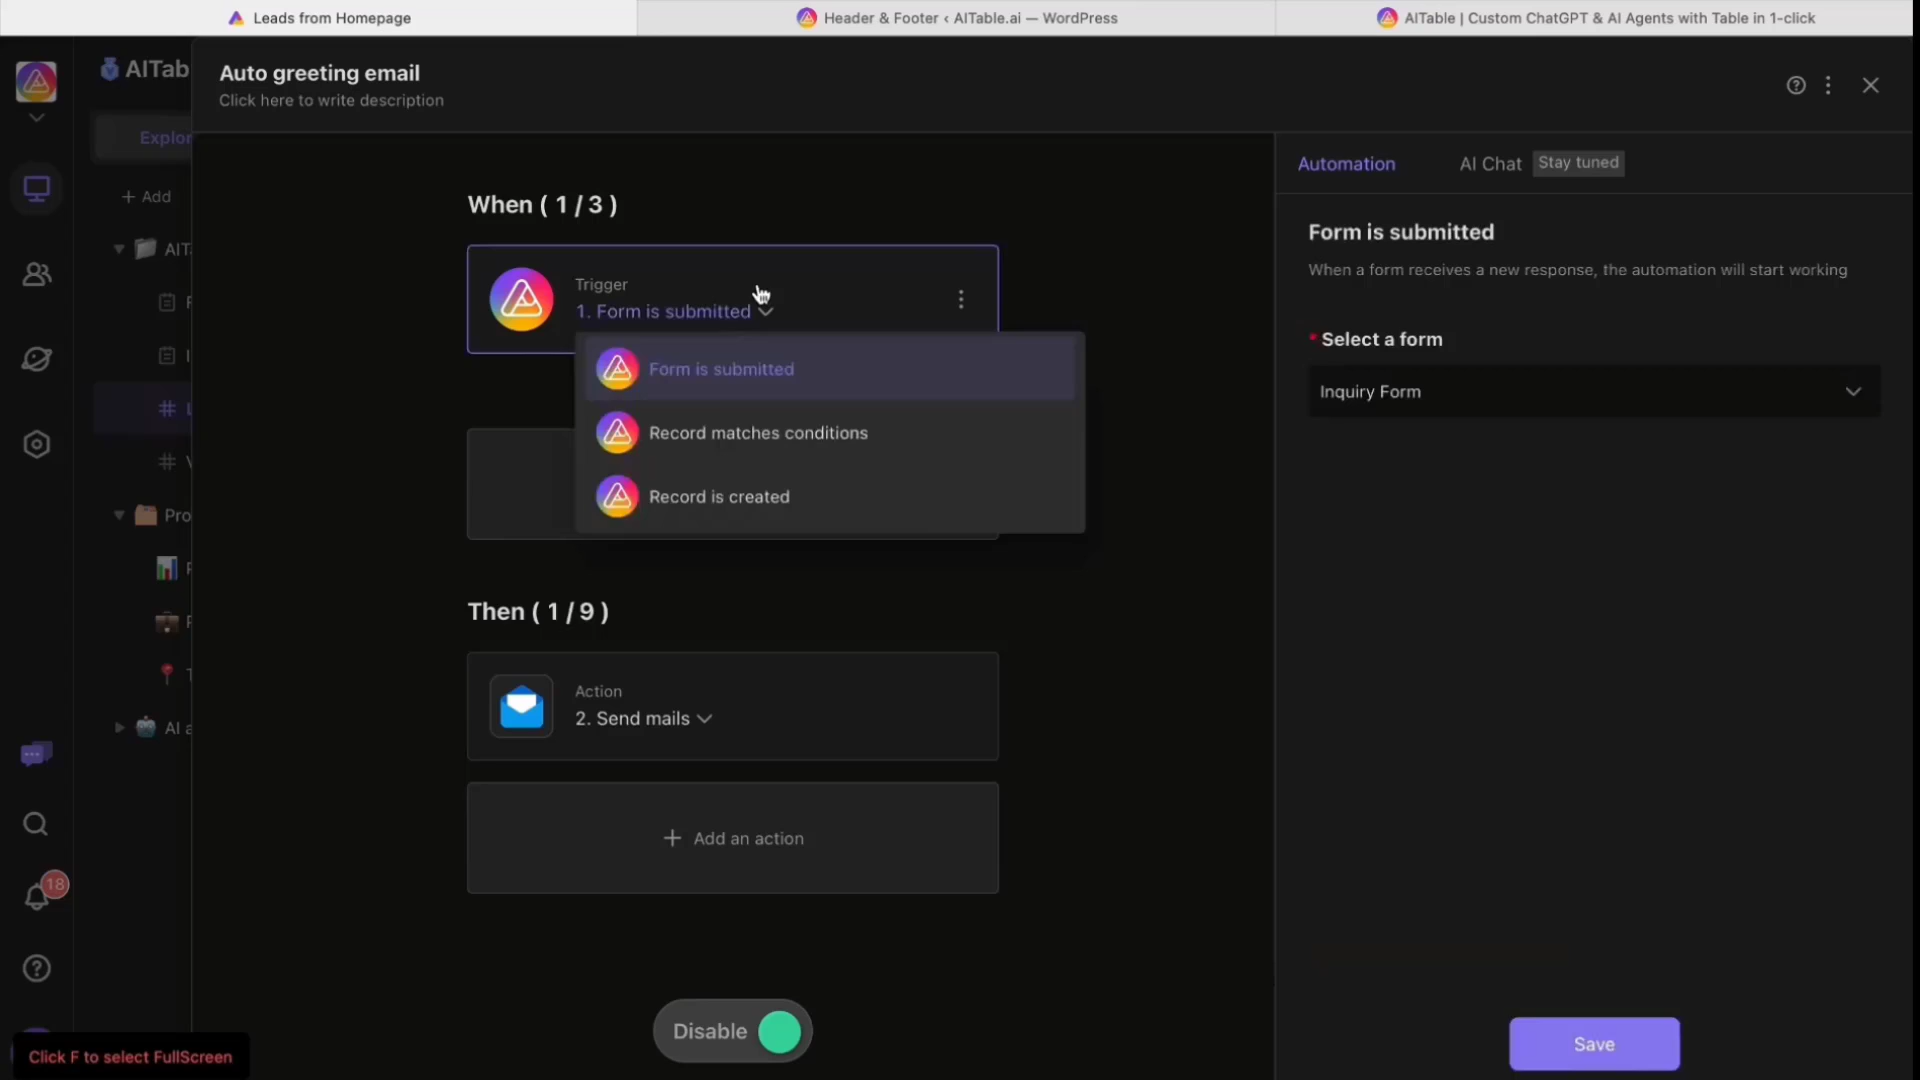 Leads from Homepage
Header & Footer ‹ AITable.ai — WordPress
AITable | Custom ChatGPT & AI Agents with Table in 1-click
AITab
Auto greeting email
Click here to write description
Explor
+ Add
AIT
Pro
AI a
18
When ( 1 / 3 )
Trigger
1. Form is submitted
Form is submitted
Record matches conditions
Record is created
Then ( 1 / 9 )
Action
2. Send mails
+ Add an action
Disable
Automation
AI Chat Stay tuned
Form is submitted
When a form receives a new response, the automation will start working
* Select a form
Inquiry Form
Save
Click F to select FullScreen